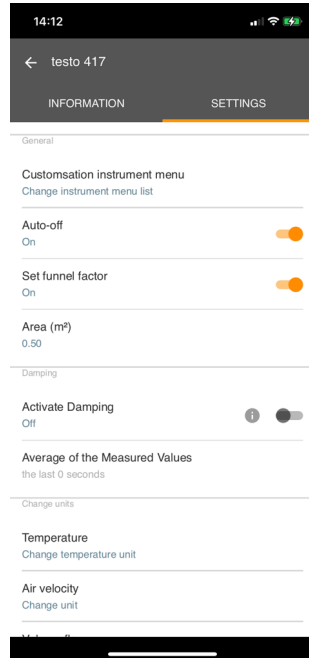 14:12
testo 417
INFORMATION SETTINGS
General
Customsation instrument menu
Change instrument menu list
Auto-off
On
Set funnel factor
On
Area (m²)
0.50
Damping
Activate Damping
Off
Average of the Measured Values
the last 0 seconds
Change units
Temperature
Change temperature unit
Air velocity
Change unit